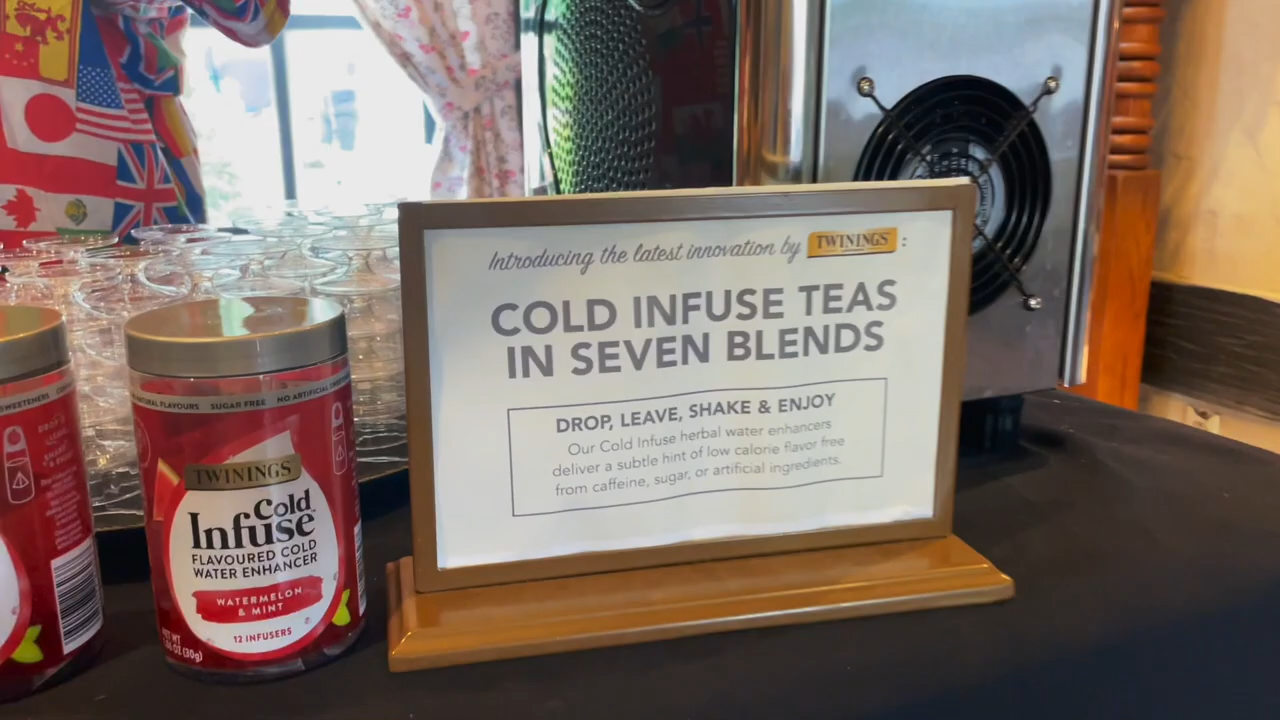 Introducing the latest innovation by TWININGS :
COLD INFUSE TEAS
IN SEVEN BLENDS
DROP, LEAVE, SHAKE & ENJOY
Our Cold Infuse herbal water enhancers
deliver a subtle hint of low calorie flavor free
from caffeine, sugar, or artificial ingredients.
NATURAL FLAVOURS SUGAR FREE NO ARTIFICIAL
TWININGS
Cold
Infuse
FLAVOURED COLD
WATER ENHANCER
WATERMELON
& MINT
12 INFUSERS
OZ (30g)
SWEETENERS